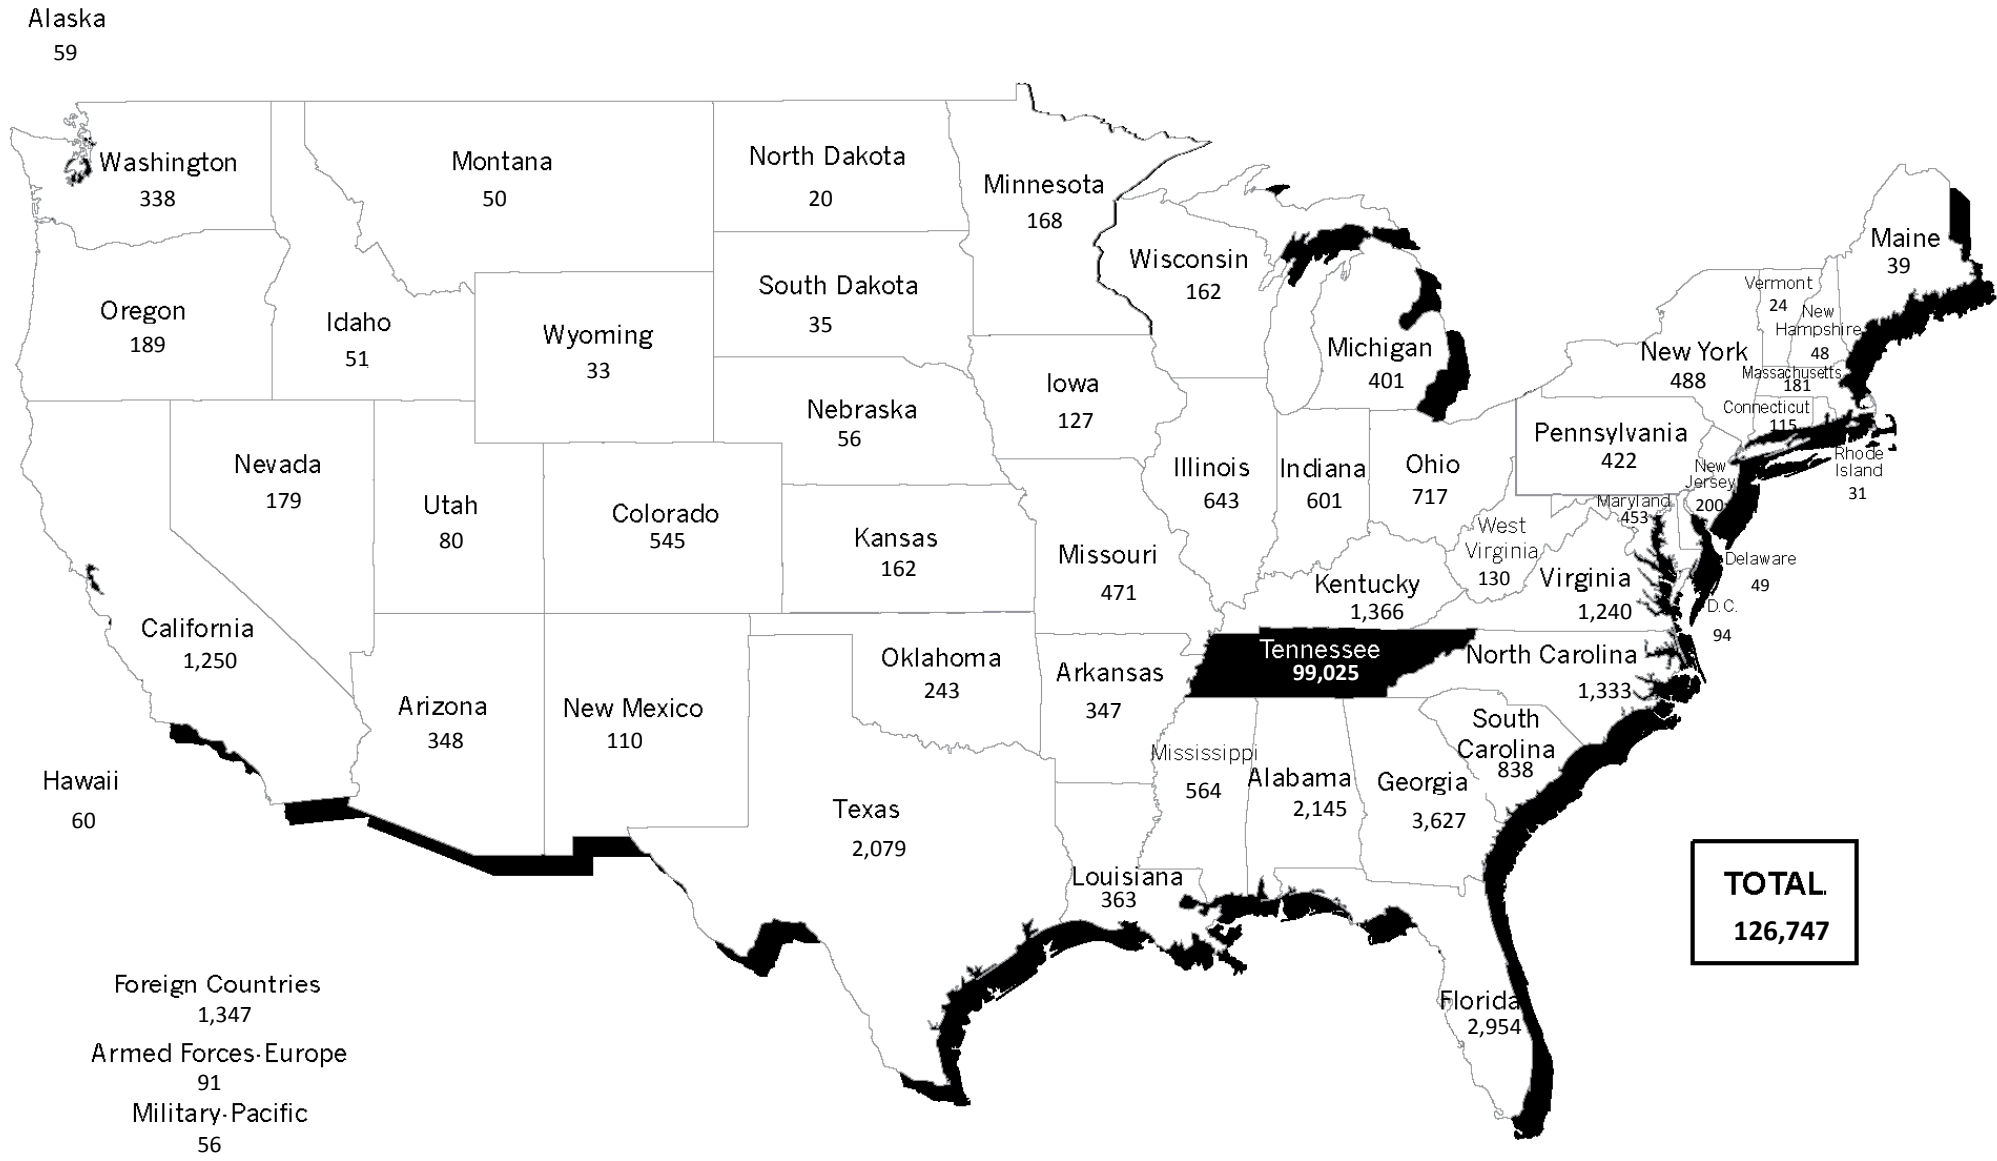 Alaska
59
Washington
338
Montana
50
North Dakota
20
Minnesota
168
Wisconsin
162
Michigan
401
Maine
39
Vermont
24
New
Hampshire
48
New York
488
Massachusetts
181
Connecticut
115
Rhode
Island
31
Oregon
189
Idaho
51
Wyoming
33
South Dakota
35
Nebraska
56
Iowa
127
Illinois
643
Indiana
601
Ohio
717
Pennsylvania
422
New
Jersey
200
Maryland
453
Delaware
49
D.C.
94
West
Virginia
130
Virginia
1,240
Nevada
179
Utah
80
Colorado
545
Kansas
162
Missouri
471
Kentucky
1,366
California
1,250
Arizona
348
New Mexico
110
Oklahoma
243
Arkansas
347
Tennessee
99,025
North Carolina
1,333
South
Carolina
838
Mississippi
564
Alabama
2,145
Georgia
3,627
Texas
2,079
Louisiana
363
Florida
2,954
Hawaii
60
TOTAL
126,747
Foreign Countries
1,347
Armed Forces-Europe
91
Military-Pacific
56